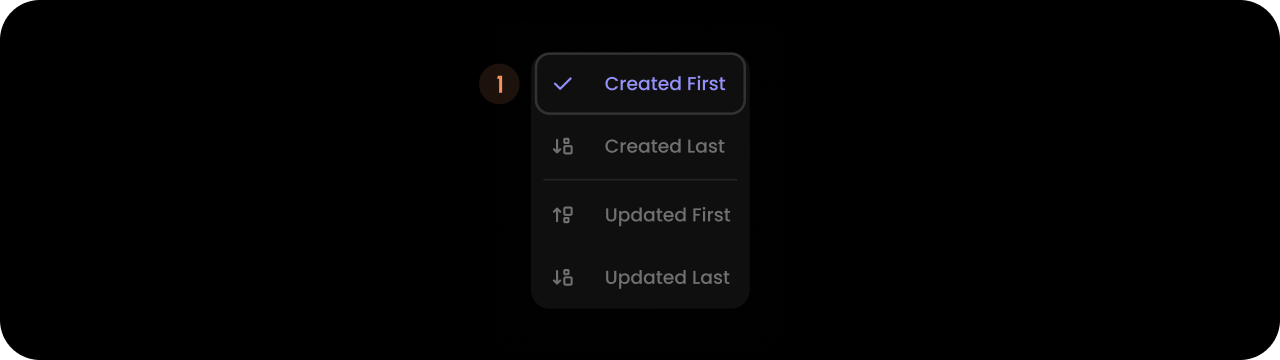 1
Created First
Created Last
Updated First
Updated Last